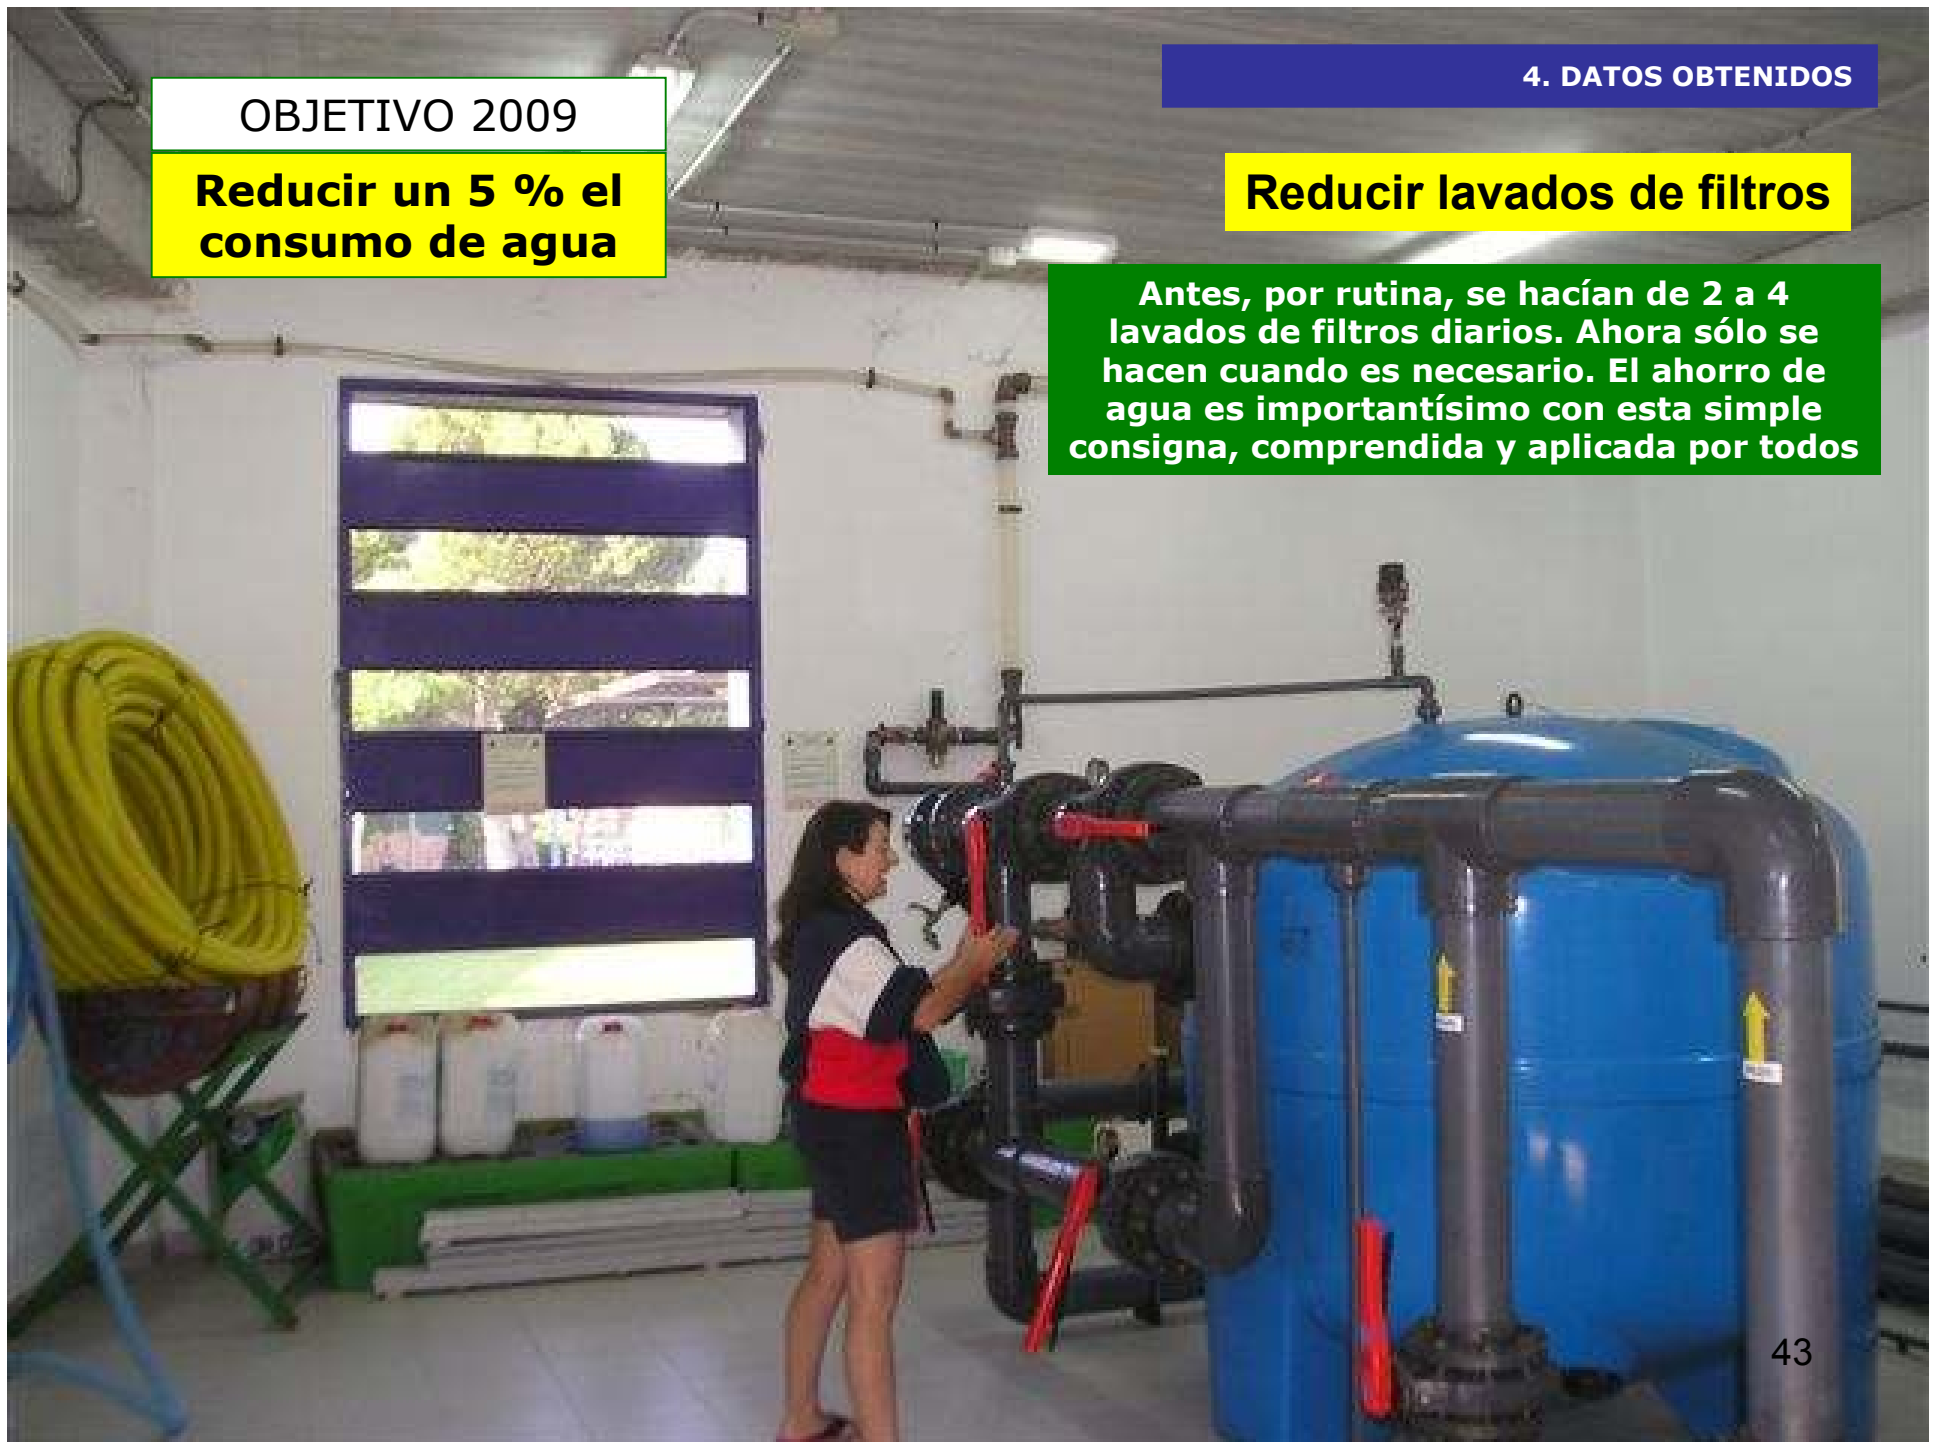 OBJETIVO 2009
Reducir un 5 % el
consumo de agua
4. DATOS OBTENIDOS
Reducir lavados de filtros
Antes, por rutina, se hacían de 2 a 4
lavados de filtros diarios. Ahora sólo se
hacen cuando es necesario. El ahorro de
agua es importantísimo con esta simple
consigna, comprendida y aplicada por todos
43